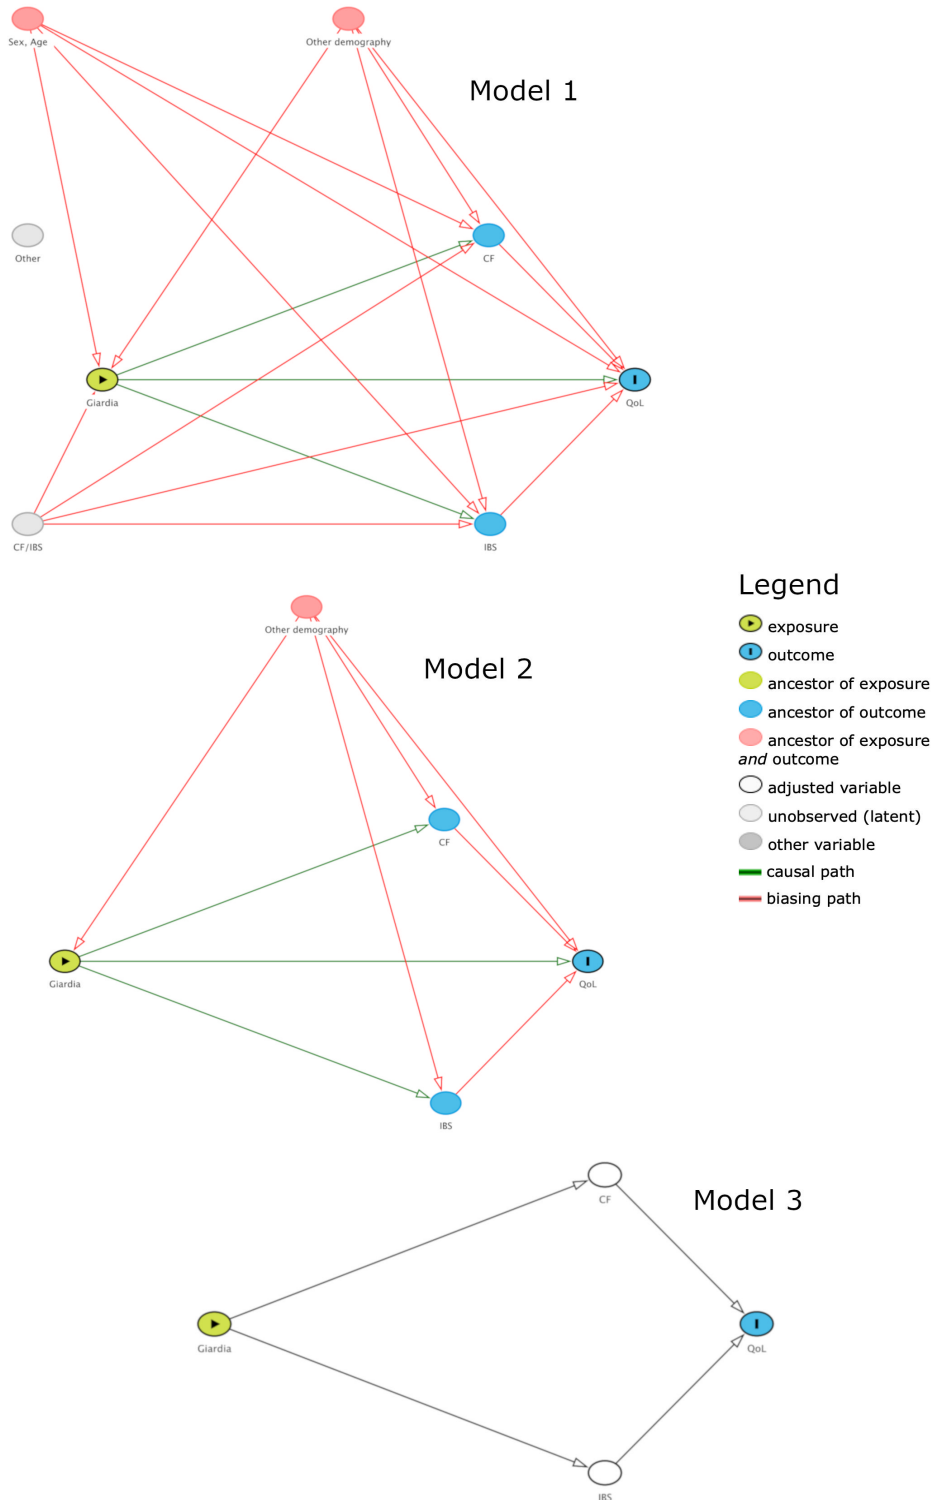 Sex, Age
Other demography
Model 1
Other
CF
Giardia
QoL
CF/IBS
IBS
Legend
exposure
outcome
ancestor of exposure
ancestor of outcome
ancestor of exposure
and outcome
adjusted variable
unobserved (latent)
other variable
causal path
biasing path
Other demography
Model 2
CF
Giardia
QoL
IBS
Model 3
CF
Giardia
QoL
IBS